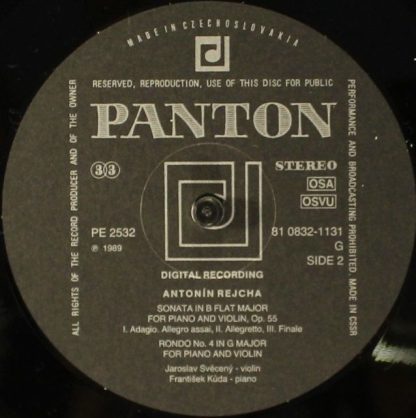 MADE IN CZECHOSLOVAKIA
RESERVED, REPRODUCTION, USE OF THIS DISC FOR PUBLIC
PERFORMANCE AND BROADCASTING PROHIBITED. MADE IN CSSR
ALL RIGHTS OF THE RECORD PRODUCER AND OF THE OWNER
PANTON
33
STEREO
OSA
OSVU
PE 2532
℗ 1989
81 0832-1131
G
SIDE 2
DIGITAL RECORDING
ANTONÍN REJCHA
SONATA IN B FLAT MAJOR
FOR PIANO AND VIOLIN, Op. 55
I. Adagio. Allegro assai, II. Allegretto, III. Finale
RONDO No. 4 IN G MAJOR
FOR PIANO AND VIOLIN
Jaroslav Svěcený - violin
František Kůda - piano